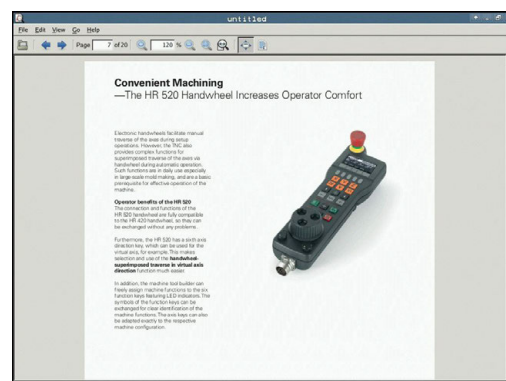 untitled
File Edit View Go Help
Page 7 of 20 120 %
Convenient Machining
—The HR 520 Handwheel Increases Operator Comfort
Electronic handwheels facilitate manual
traverse of the axes during setup
operations. However, the TNC also
provides complex functions for
superimposed traverse of the axes via
handwheel during automatic operation.
Such functions are in daily use especially
in large scale mold making, and are a basic
prerequisite for effective operation of the
machine.
Operator benefits of the HR 520
The connection and functions of the
HR 520 handwheel are fully compatible
to the HR 420 handwheel, so they can
be exchanged without any problems.
Furthermore, the HR 520 has a sixth axis
direction key, which can be used for the
virtual axis, for example. This makes
selection and use of the handwheel-
superimposed traverse in virtual axis
direction function much easier.
In addition, the machine tool builder can
freely assign machine functions to the six
function keys featuring LED indicators. The
symbols of the function keys can be
exchanged for clear identification of the
machine functions. The axis keys can also
be adapted exactly to the respective
machine configuration.